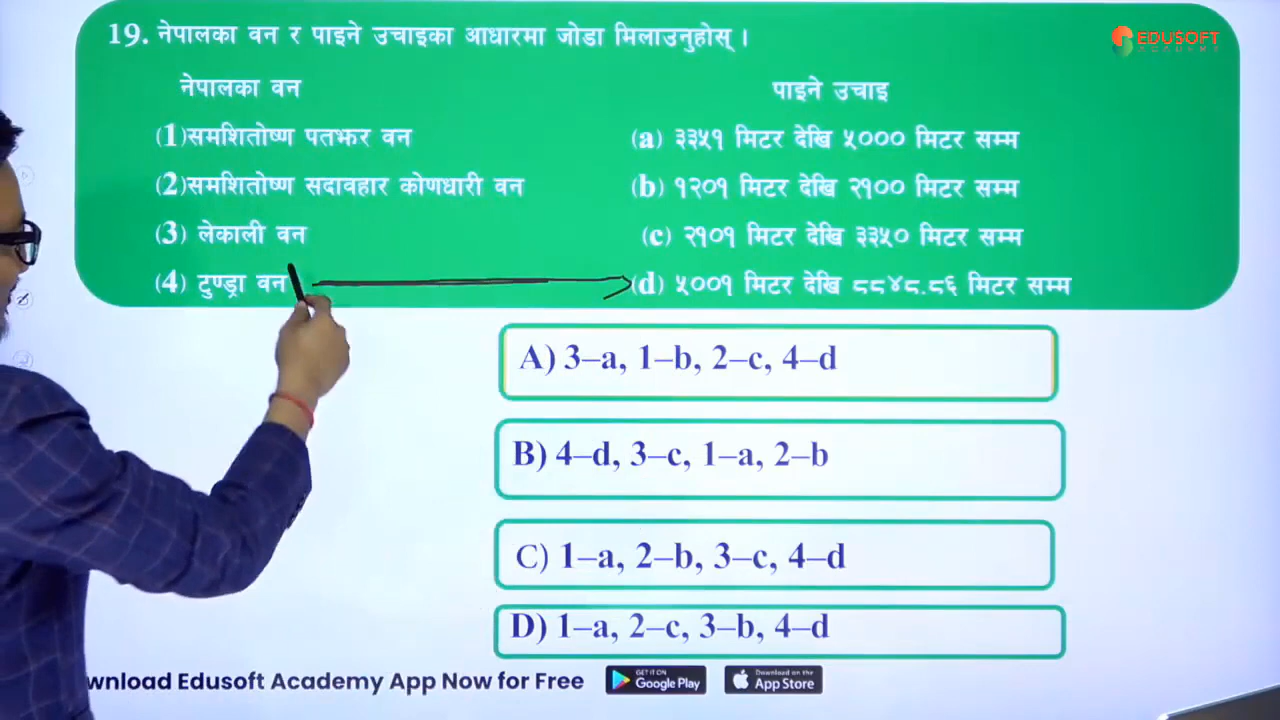 19. नेपालका वन र पाइने उचाइका आधारमा जोडा मिलाउनुहोस् ।
EDUSOFT
ACADEMY
नेपालका वन पाइने उचाइ
(1)समशितोष्ण पतझर वन (a) ३३५१ मिटर देखि ५००० मिटर सम्म
(2)समशितोष्ण सदावहार कोणधारी वन (b) १२०१ मिटर देखि २१०० मिटर सम्म
(3) लेकाली वन (c) २१०१ मिटर देखि ३३५० मिटर सम्म
(4) टुण्ड्रा वन (d) ५००१ मिटर देखि ८८४८.८६ मिटर सम्म
A) 3–a, 1–b, 2–c, 4–d
B) 4–d, 3–c, 1–a, 2–b
C) 1–a, 2–b, 3–c, 4–d
D) 1–a, 2–c, 3–b, 4–d
wnload Edusoft Academy App Now for Free
GET IT ON
Google Play
Download on the
App Store